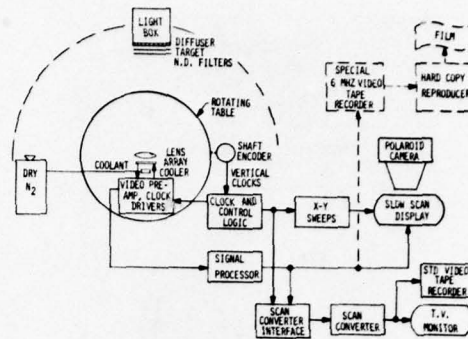 LIGHT
BOX
DIFFUSER
TARGET
N.D. FILTERS
FILM
SPECIAL
6 MHZ VIDEO
TAPE
RECORDER
HARD COPY
REPRODUCER
ROTATING
TABLE
POLAROID
CAMERA
LENS
ARRAY
COOLER
COOLANT
SHAFT
ENCODER
DRY
N2
VERTICAL
CLOCKS
VIDEO PRE-
AMP, CLOCK
DRIVERS
CLOCK AND
CONTROL
LOGIC
X-Y
SWEEPS
SLOW SCAN
DISPLAY
SIGNAL
PROCESSOR
STD VIDEO
TAPE
RECORDER
SCAN
CONVERTER
INTERFACE
SCAN
CONVERTER
T.V.
MONITOR